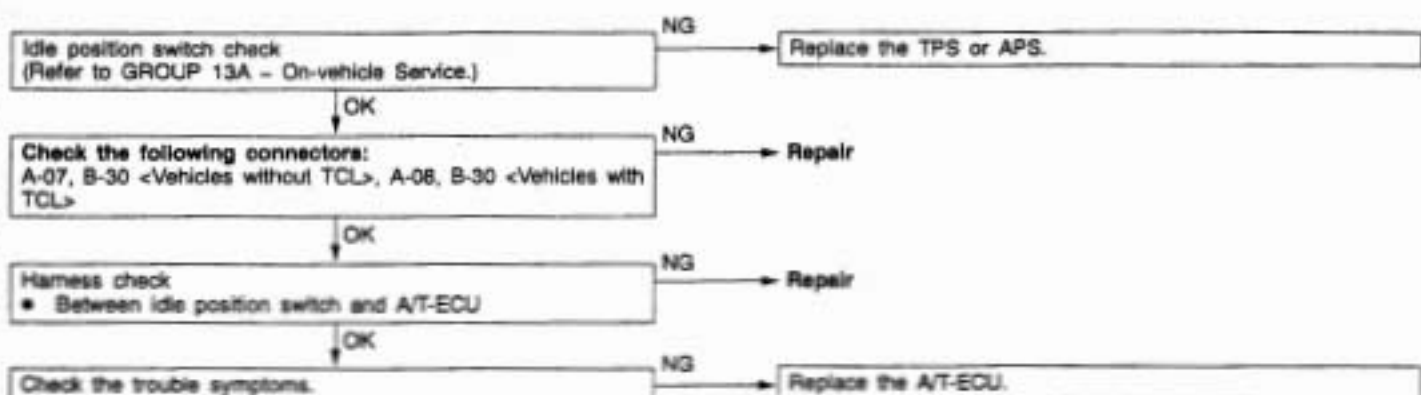 Idle position switch check
(Refer to GROUP 13A – On-vehicle Service.)
NG
Replace the TPS or APS.
OK
Check the following connectors:
A-07, B-30 <Vehicles without TCL>, A-08, B-30 <Vehicles with
TCL>
NG
Repair
OK
Harness check
• Between idle position switch and A/T-ECU
NG
Repair
OK
Check the trouble symptoms.
NG
Replace the A/T-ECU.